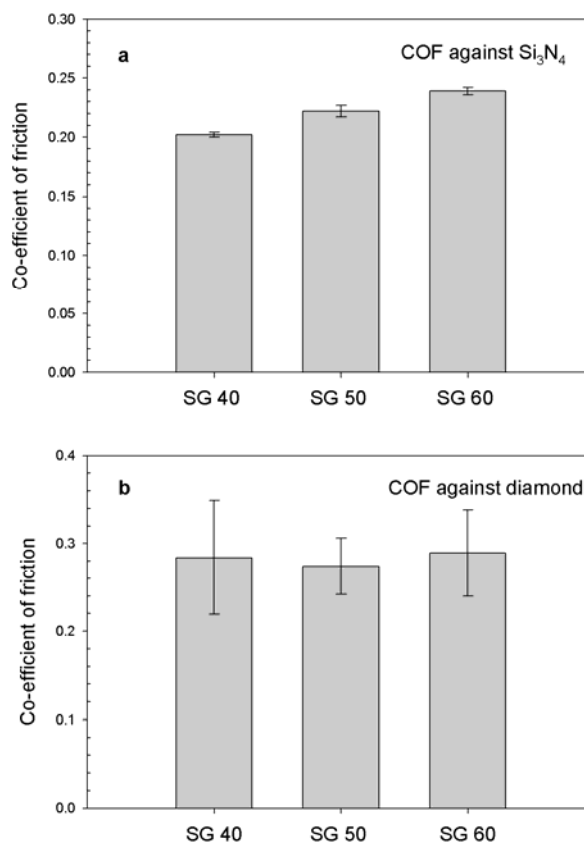 0.30
a
COF against Si₃N₄
0.25
0.20
0.15
0.10
0.05
0.00
Co-efficient of friction
SG 40 SG 50 SG 60
0.4
b
COF against diamond
0.3
0.2
0.1
0.0
Co-efficient of friction
SG 40 SG 50 SG 60